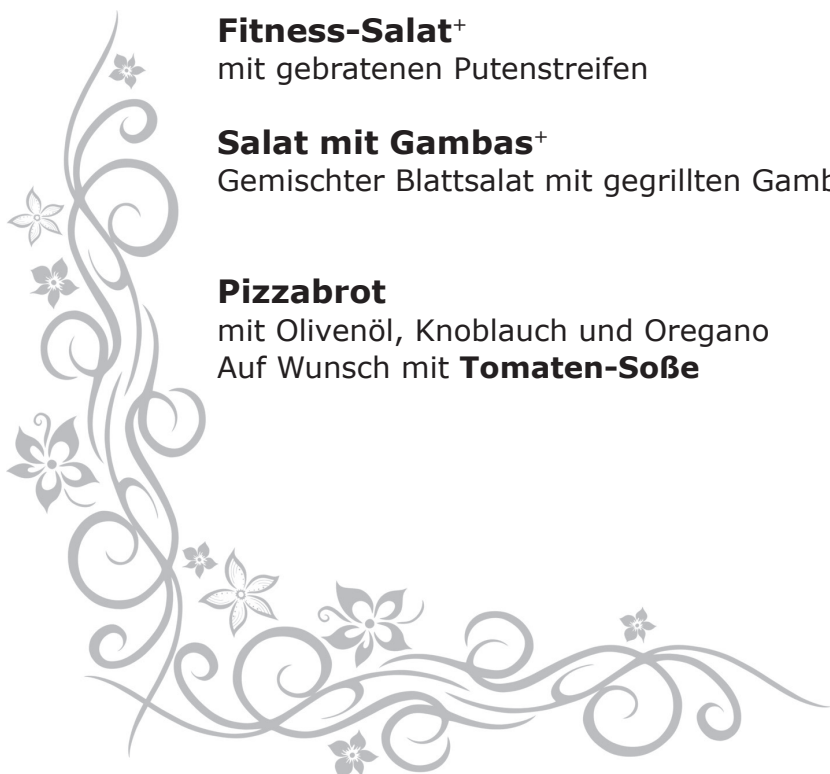 Fitness-Salat⁺
mit gebratenen Putenstreifen
Salat mit Gambas⁺
Gemischter Blattsalat mit gegrillten
Pizzabrot
mit Olivenöl, Knoblauch und Oregano
Auf Wunsch mit Tomaten-Soße